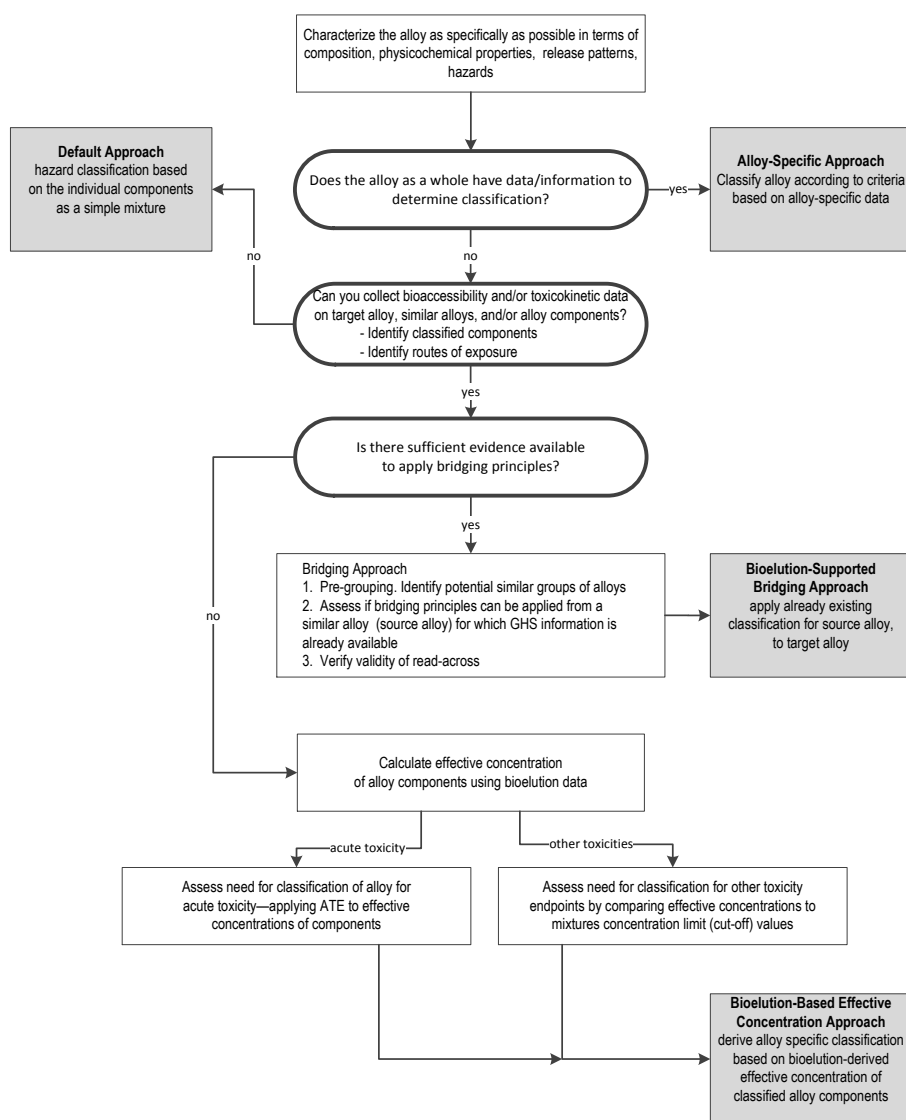 Characterize the alloy as specifically as possible in terms of
composition, physicochemical properties, release patterns,
hazards
Default Approach
hazard classification based
on the individual components
as a simple mixture
Does the alloy as a whole have data/information to
determine classification?
yes
Alloy-Specific Approach
Classify alloy according to criteria
based on alloy-specific data
no
no
Can you collect bioaccessibility and/or toxicokinetic data
on target alloy, similar alloys, and/or alloy components?
- Identify classified components
- Identify routes of exposure
yes
Is there sufficient evidence available
to apply bridging principles?
yes
no
Bridging Approach
1. Pre-grouping. Identify potential similar groups of alloys
2. Assess if bridging principles can be applied from a
similar alloy (source alloy) for which GHS information is
already available
3. Verify validity of read-across
Bioelution-Supported
Bridging Approach
apply already existing
classification for source alloy,
to target alloy
Calculate effective concentration
of alloy components using bioelution data
acute toxicity
other toxicities
Assess need for classification of alloy for
acute toxicity—applying ATE to effective
concentrations of components
Assess need for classification for other toxicity
endpoints by comparing effective concentrations to
mixtures concentration limit (cut-off) values
Bioelution-Based Effective
Concentration Approach
derive alloy specific classification
based on bioelution-derived
effective concentration of
classified alloy components